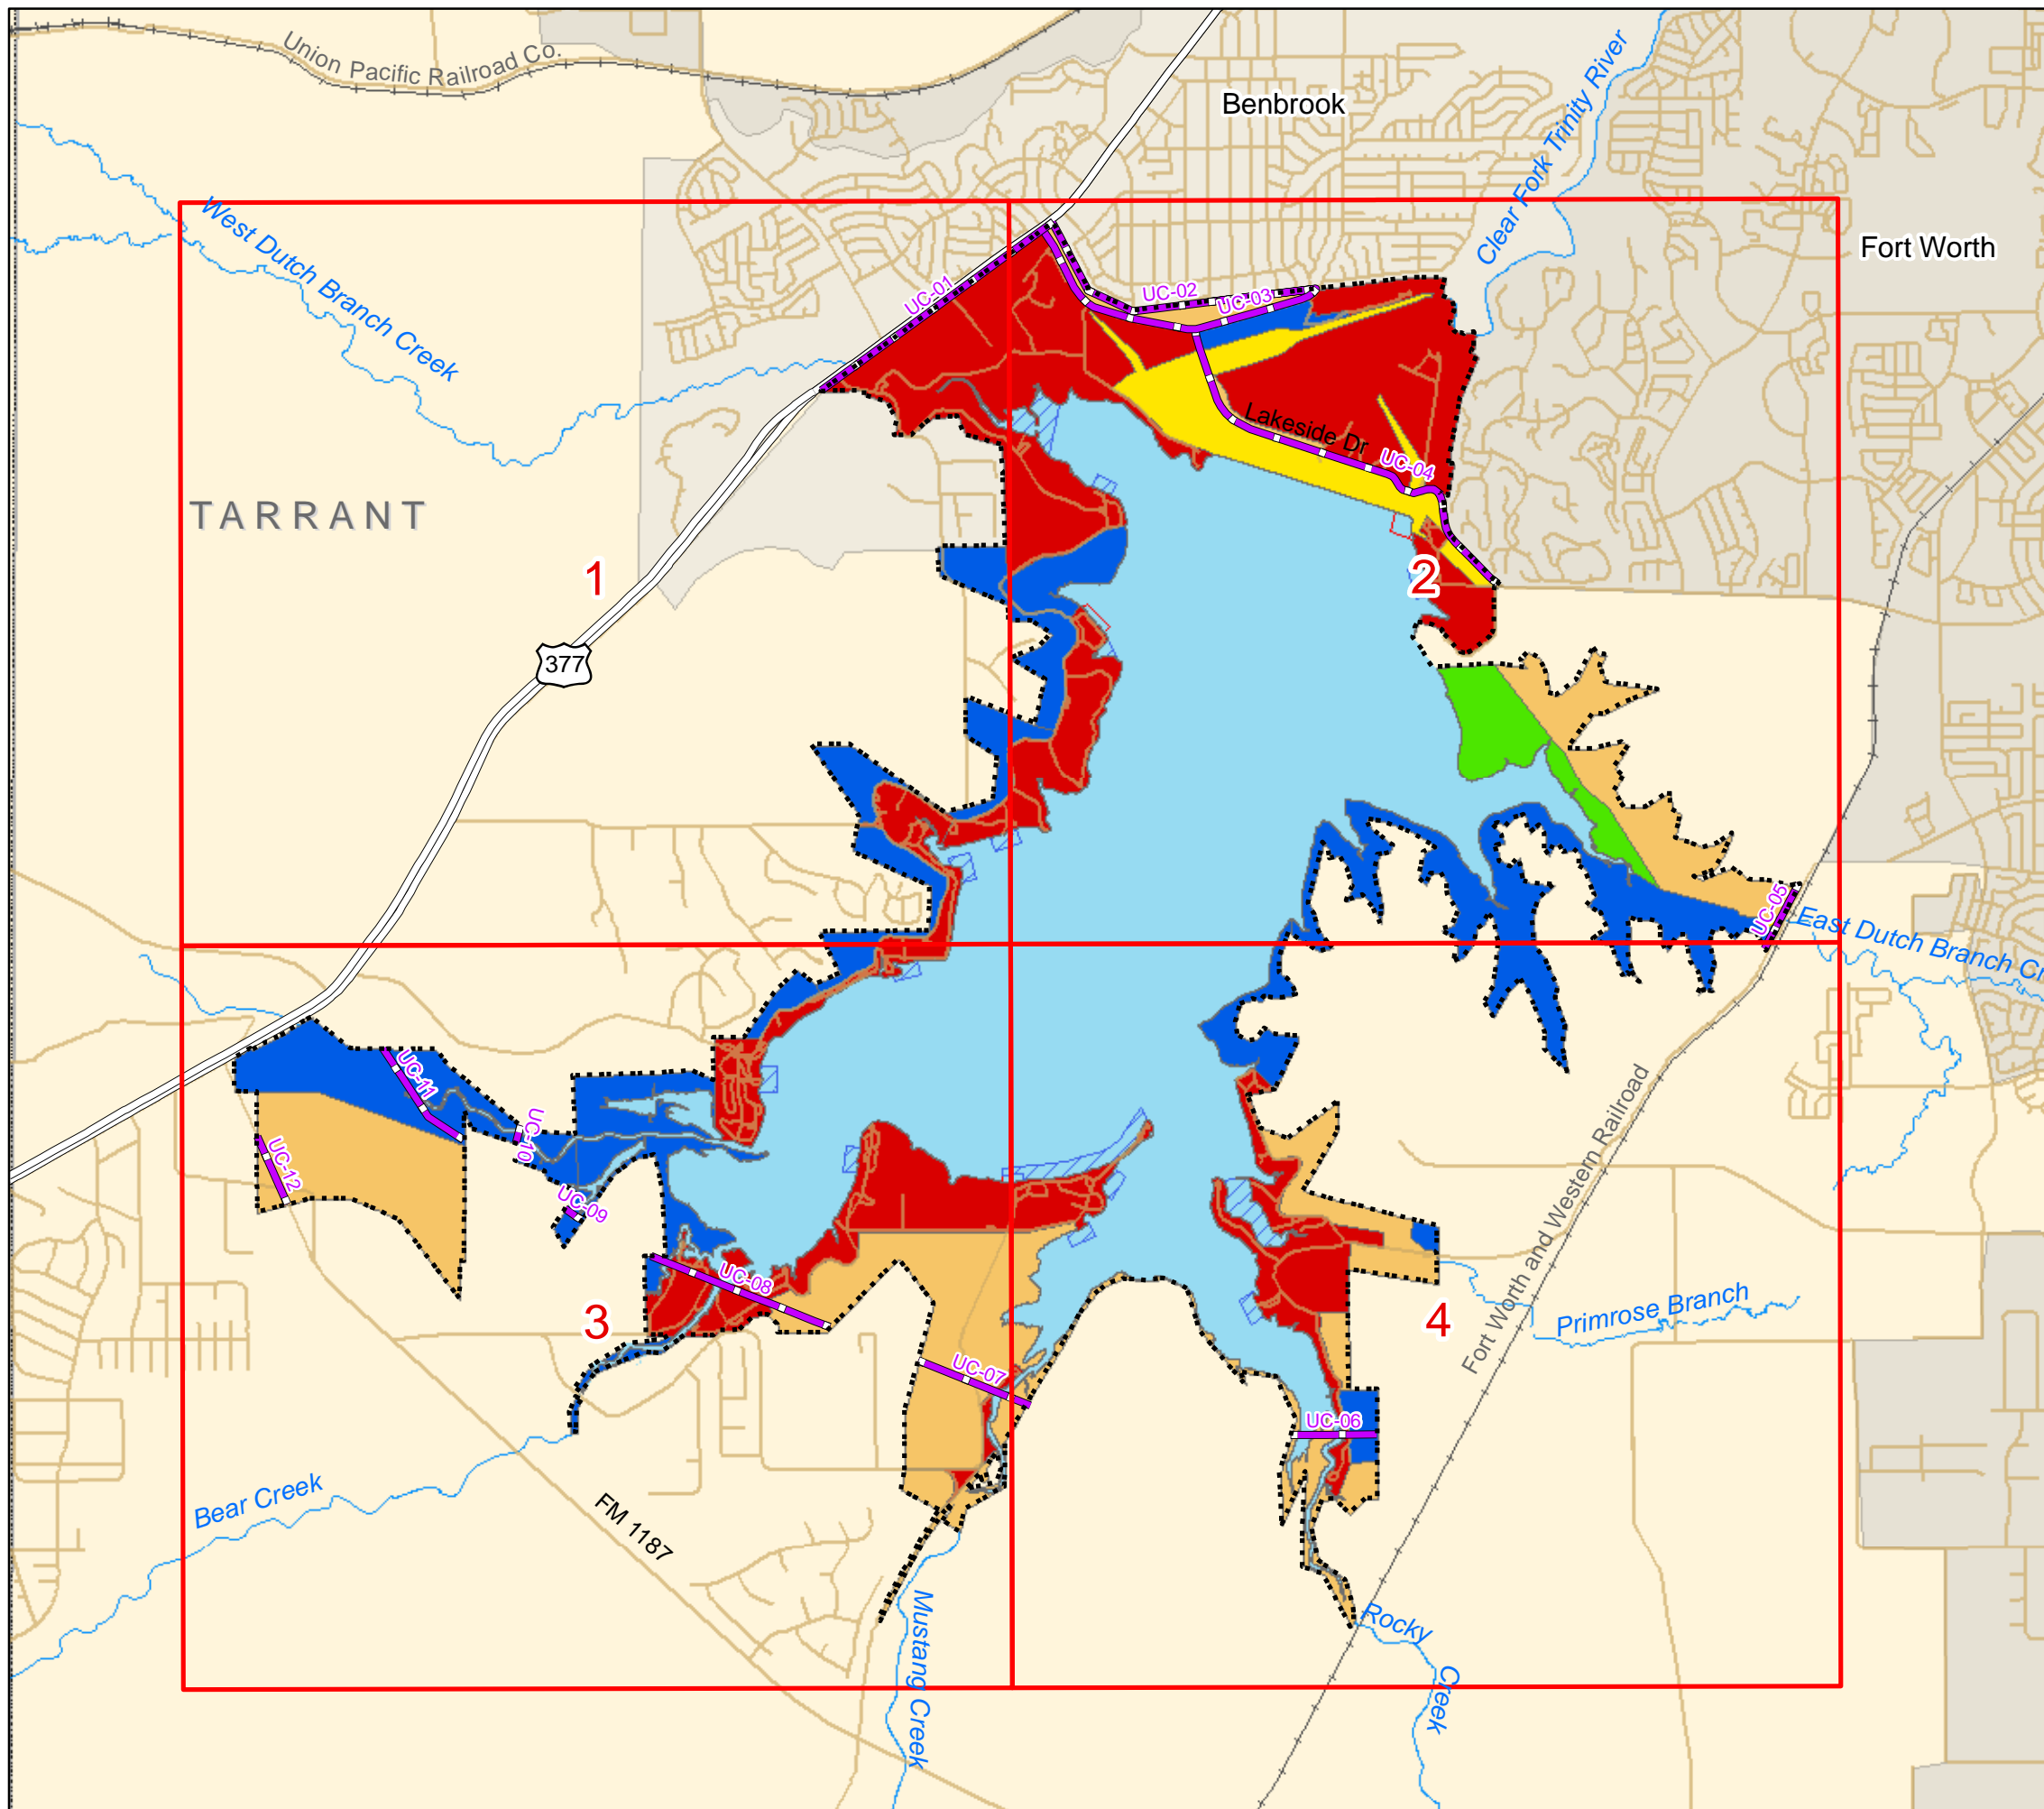 Union Pacific Railroad Co.
Benbrook
Clear Fork Trinity River
West Dutch Branch Creek
Fort Worth
UC-01
UC-02
UC-03
Lakeside Dr
UC-04
TARRANT
1
2
377
UC-05
East Dutch Branch Cr
UC-11
UC-10
UC-12
UC-09
UC-08
3
4
Primrose Branch
Fort Worth and Western Railroad
UC-07
UC-06
Bear Creek
FM 1187
Mustang Creek
Rocky
Creek